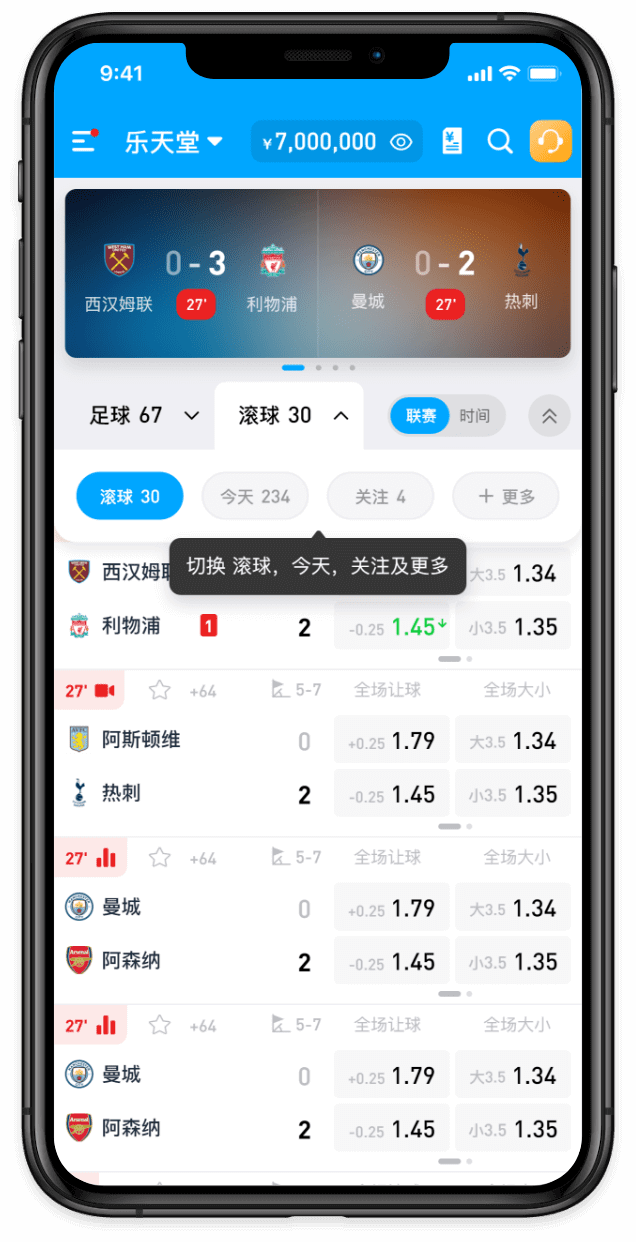 9:41
乐天堂 ¥7,000,000
0 - 3 0 - 2
西汉姆联 27' 利物浦 曼城 27' 热刺
足球 67 滚球 30 联赛 时间
滚球 30 今天 234 关注 4 + 更多
切换 滚球，今天，关注及更多
西汉姆 大3.5 1.34
利物浦 1 2 -0.25 1.45 小3.5 1.35
27' +64 5-7 全场让球 全场大小
阿斯顿维 0 +0.25 1.79 大3.5 1.34
热刺 2 -0.25 1.45 小3.5 1.35
27' +64 5-7 全场让球 全场大小
曼城 0 +0.25 1.79 大3.5 1.34
阿森纳 2 -0.25 1.45 小3.5 1.35
27' +64 5-7 全场让球 全场大小
曼城 0 +0.25 1.79 大3.5 1.34
阿森纳 2 -0.25 1.45 小3.5 1.35